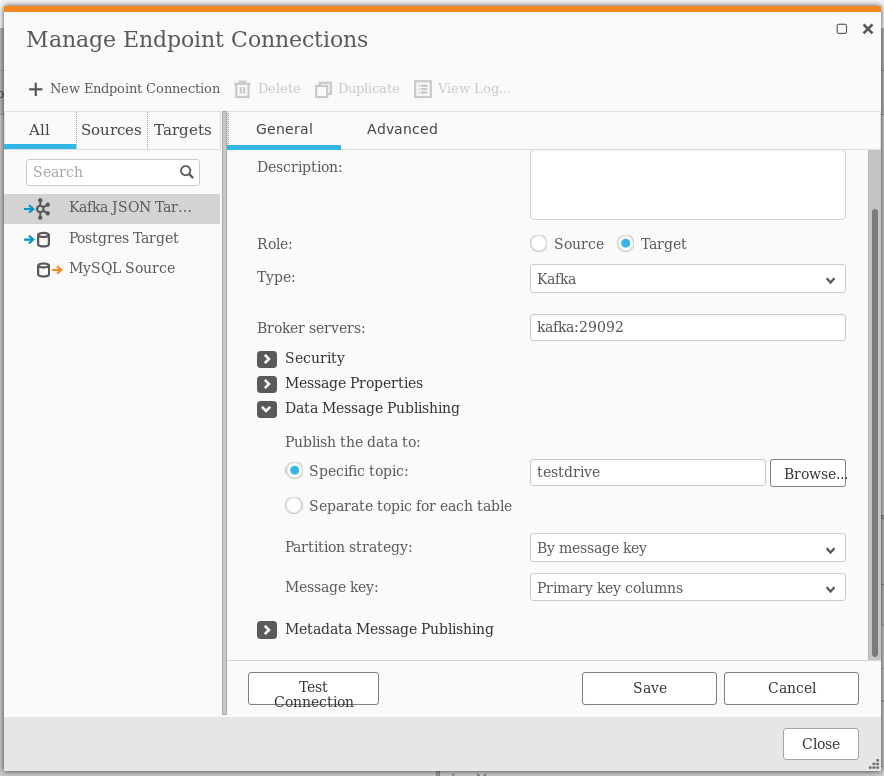 Manage Endpoint Connections
New Endpoint Connection Delete Duplicate View Log...
All Sources Targets
General Advanced
Search
Kafka JSON Tar...
Postgres Target
MySQL Source
Description:
Role: Source Target
Type: Kafka
Broker servers: kafka:29092
Security
Message Properties
Data Message Publishing
Publish the data to:
Specific topic: testdrive Browse...
Separate topic for each table
Partition strategy: By message key
Message key: Primary key columns
Metadata Message Publishing
Test
Connection
Save Cancel
Close